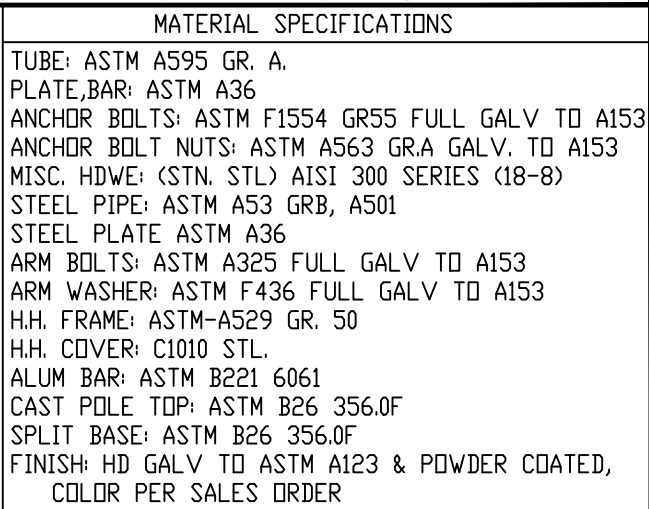 MATERIAL SPECIFICATIONS
TUBE: ASTM A595 GR. A.
PLATE,BAR: ASTM A36
ANCHOR BOLTS: ASTM F1554 GR55 FULL GALV TO A153
ANCHOR BOLT NUTS: ASTM A563 GR.A GALV. TO A153
MISC. HDWE: (STN. STL) AISI 300 SERIES (18-8)
STEEL PIPE: ASTM A53 GRB, A501
STEEL PLATE ASTM A36
ARM BOLTS: ASTM A325 FULL GALV TO A153
ARM WASHER: ASTM F436 FULL GALV TO A153
H.H. FRAME: ASTM-A529 GR. 50
H.H. COVER: C1010 STL.
ALUM BAR: ASTM B221 6061
CAST POLE TOP: ASTM B26 356.0F
SPLIT BASE: ASTM B26 356.0F
FINISH: HD GALV TO ASTM A123 & POWDER COATED,
COLOR PER SALES ORDER